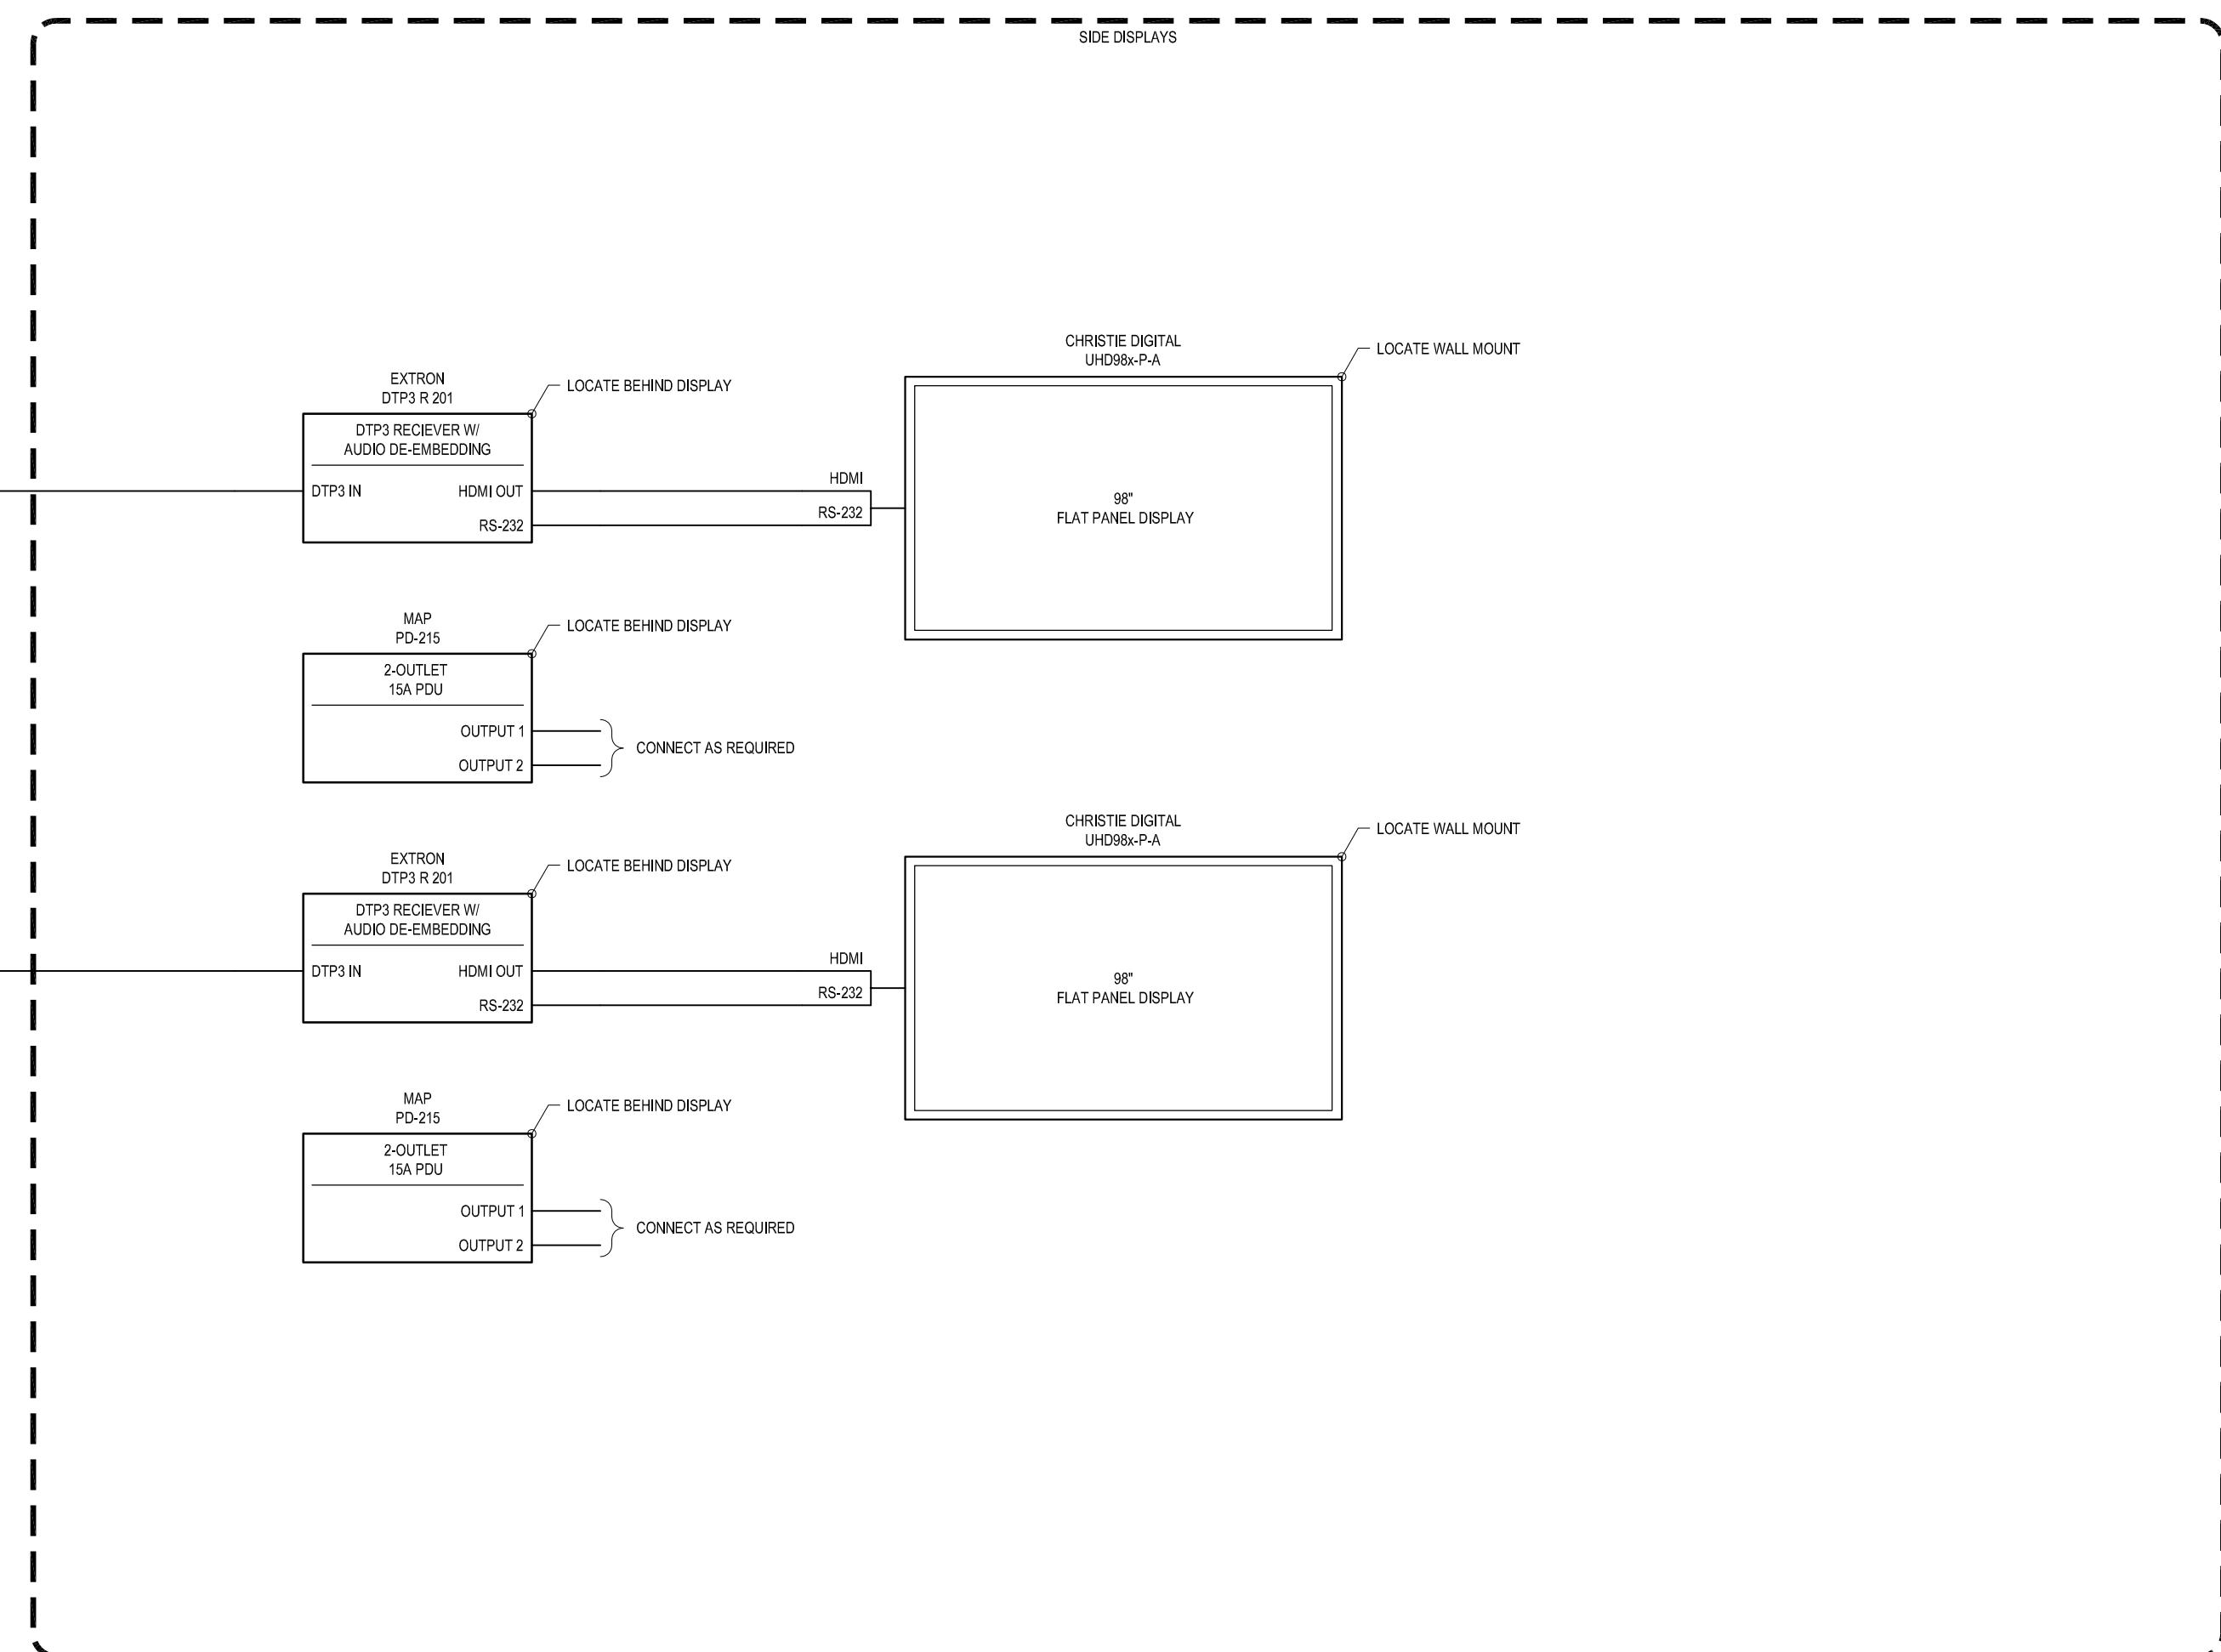 SIDE DISPLAYS
CHRISTIE DIGITAL
UHD98x-P-A
LOCATE WALL MOUNT
EXTRON
DTP3 R 201
LOCATE BEHIND DISPLAY
DTP3 RECIEVER W/
AUDIO DE-EMBEDDING
DTP3 IN
HDMI OUT
RS-232
HDMI
RS-232
98"
FLAT PANEL DISPLAY
MAP
PD-215
LOCATE BEHIND DISPLAY
2-OUTLET
15A PDU
OUTPUT 1
OUTPUT 2
CONNECT AS REQUIRED
CHRISTIE DIGITAL
UHD98x-P-A
LOCATE WALL MOUNT
EXTRON
DTP3 R 201
LOCATE BEHIND DISPLAY
DTP3 RECIEVER W/
AUDIO DE-EMBEDDING
DTP3 IN
HDMI OUT
RS-232
HDMI
RS-232
98"
FLAT PANEL DISPLAY
MAP
PD-215
LOCATE BEHIND DISPLAY
2-OUTLET
15A PDU
OUTPUT 1
OUTPUT 2
CONNECT AS REQUIRED